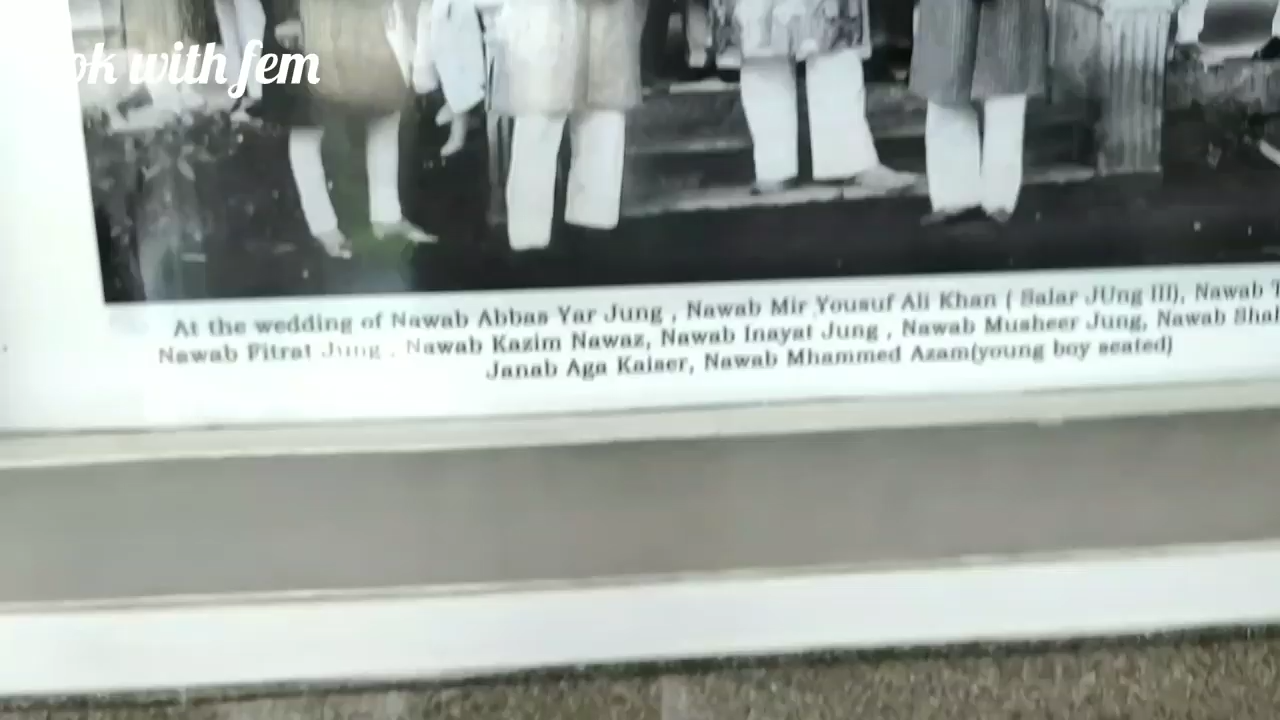 ok with fem
At the wedding of Nawab Abbas Yar Jung , Nawab Mir Yousuf Ali Khan ( Salar JUng III), Nawab
Nawab Fitrat Jung , Nawab Kazim Nawaz, Nawab Inayat Jung , Nawab Musheer Jung, Nawab
Janab Aga Kaiser, Nawab Mhammed Azam(young boy seated)